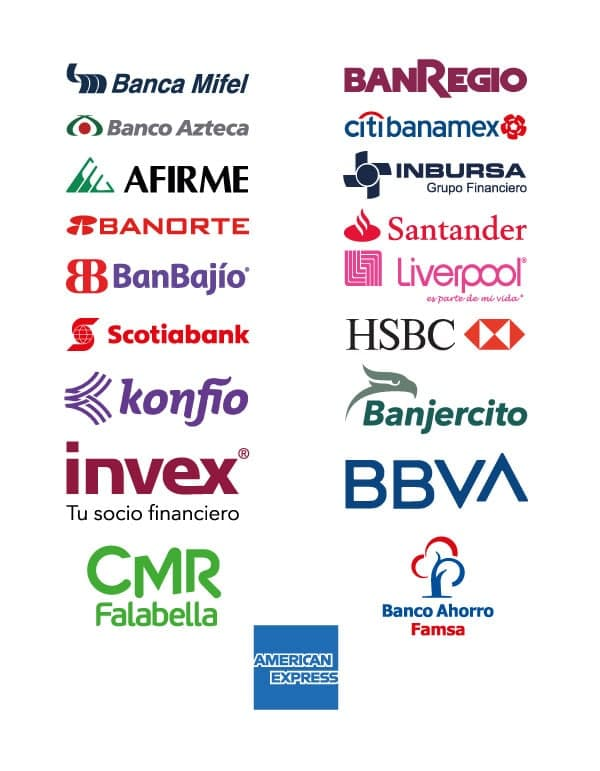 Banca Mifel
BANREGIO
Banco Azteca
citibanamex
AFIRME
INBURSA
Grupo Financiero
BANORTE
Santander
BanBajío®
Liverpool®
es parte de mi vida*
Scotiabank
HSBC
konfío
Banjercito
invex®
Tu socio financiero
BBVA
CMR
Falabella
Banco Ahorro
Famsa
AMERICAN
EXPRESS